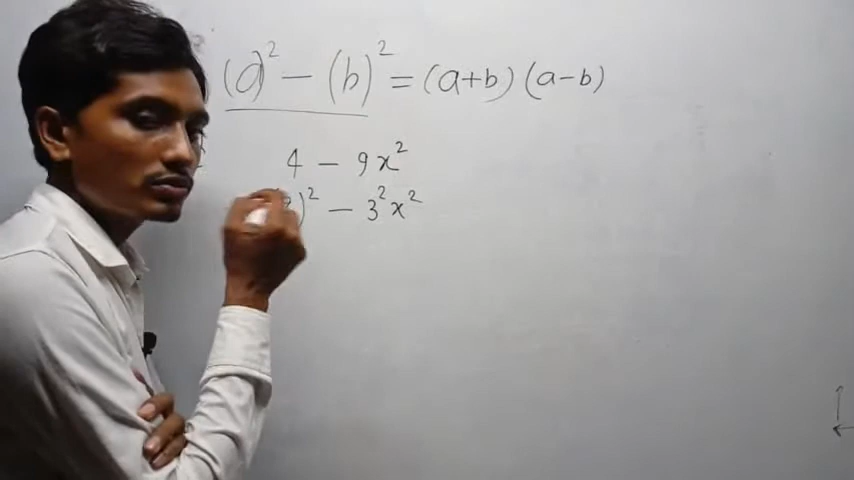 (a)² − (b)² = (a+b) (a−b)
4 − 9x²
)² − 3²x²